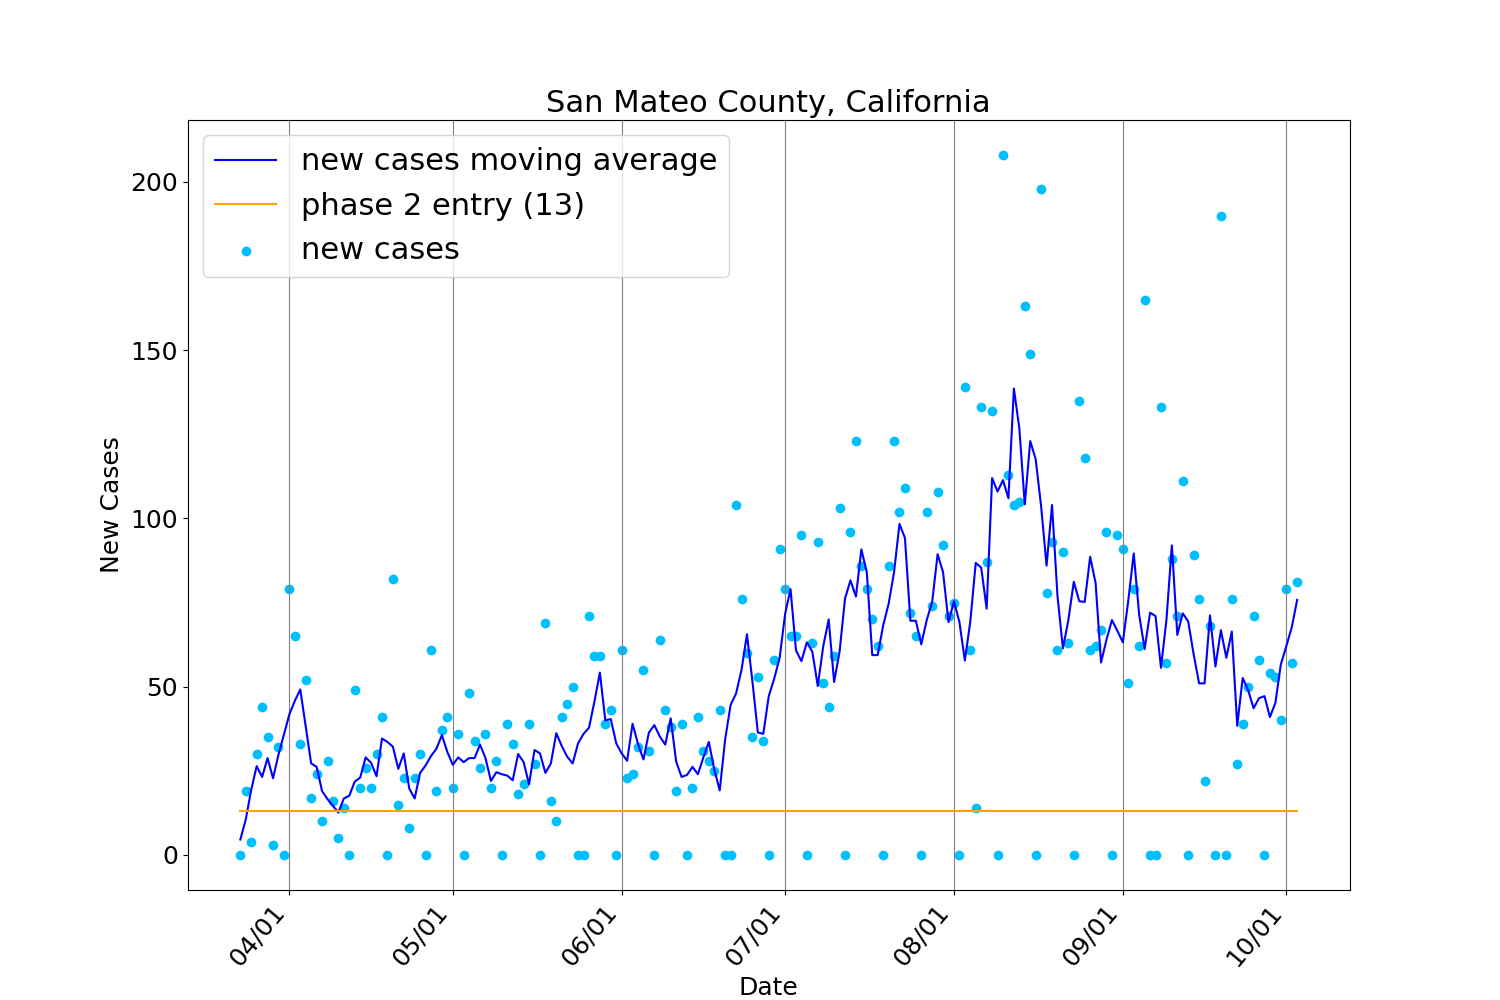 San Mateo County, California
new cases moving average
phase 2 entry (13)
new cases
200
150
100
50
0
New Cases
04/01
05/01
06/01
07/01
08/01
09/01
10/01
Date